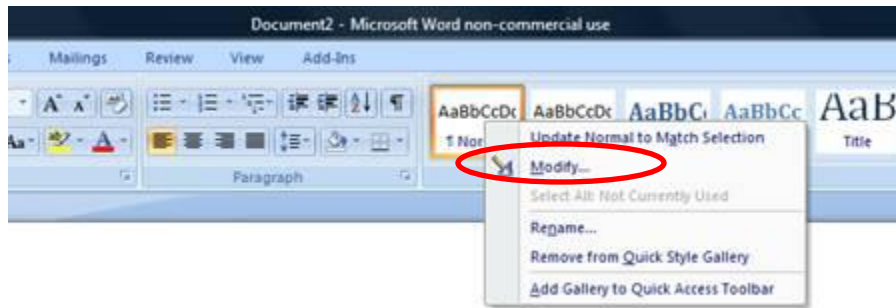 Document2 - Microsoft Word non-commercial use
Mailings Review View Add-Ins
A A
AaBbCcDc AaBbCcDc AaBbC AaBbCc AaB
Aa A
¶ Nor Title
Paragraph
Update Normal to Match Selection
Modify...
Select All: Not Currently Used
Rename...
Remove from Quick Style Gallery
Add Gallery to Quick Access Toolbar